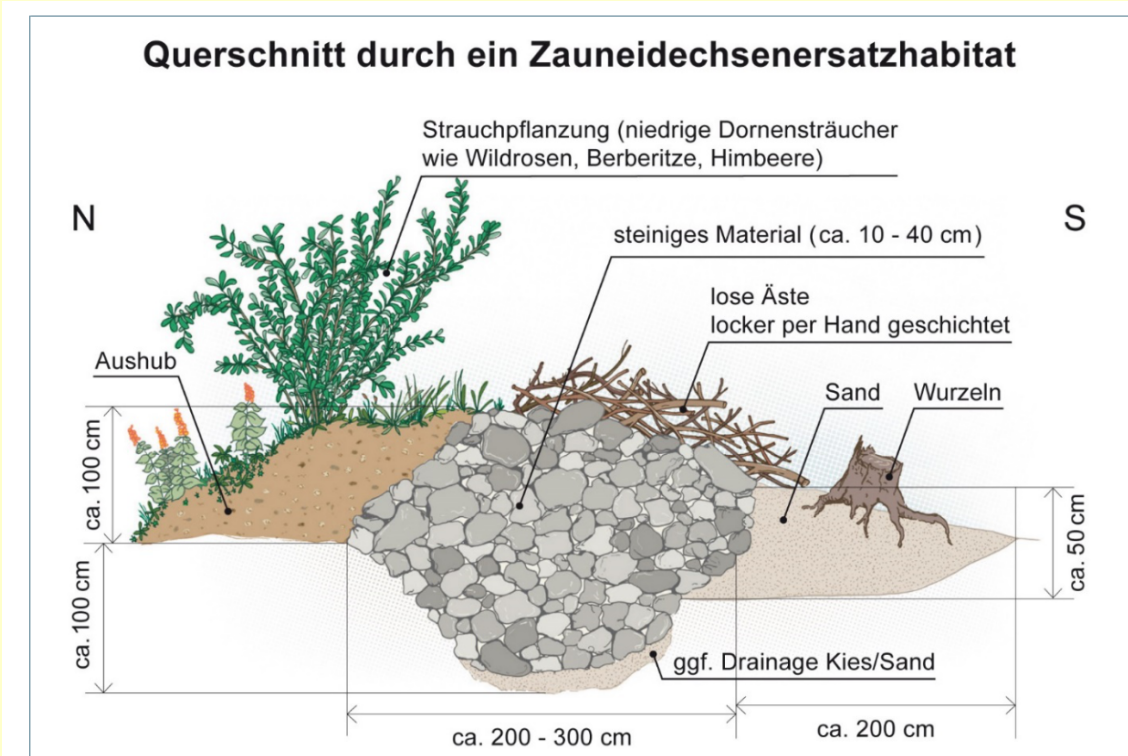 Querschnitt durch ein Zauneidechsenersatzhabitat
Strauchpflanzung (niedrige Dornensträucher
wie Wildrosen, Berberitze, Himbeere)
N
S
steiniges Material (ca. 10 - 40 cm)
lose Äste
locker per Hand geschichtet
Aushub
Sand
Wurzeln
ca. 100 cm
ca. 50 cm
ca. 100 cm
ggf. Drainage Kies/Sand
ca. 200 - 300 cm
ca. 200 cm